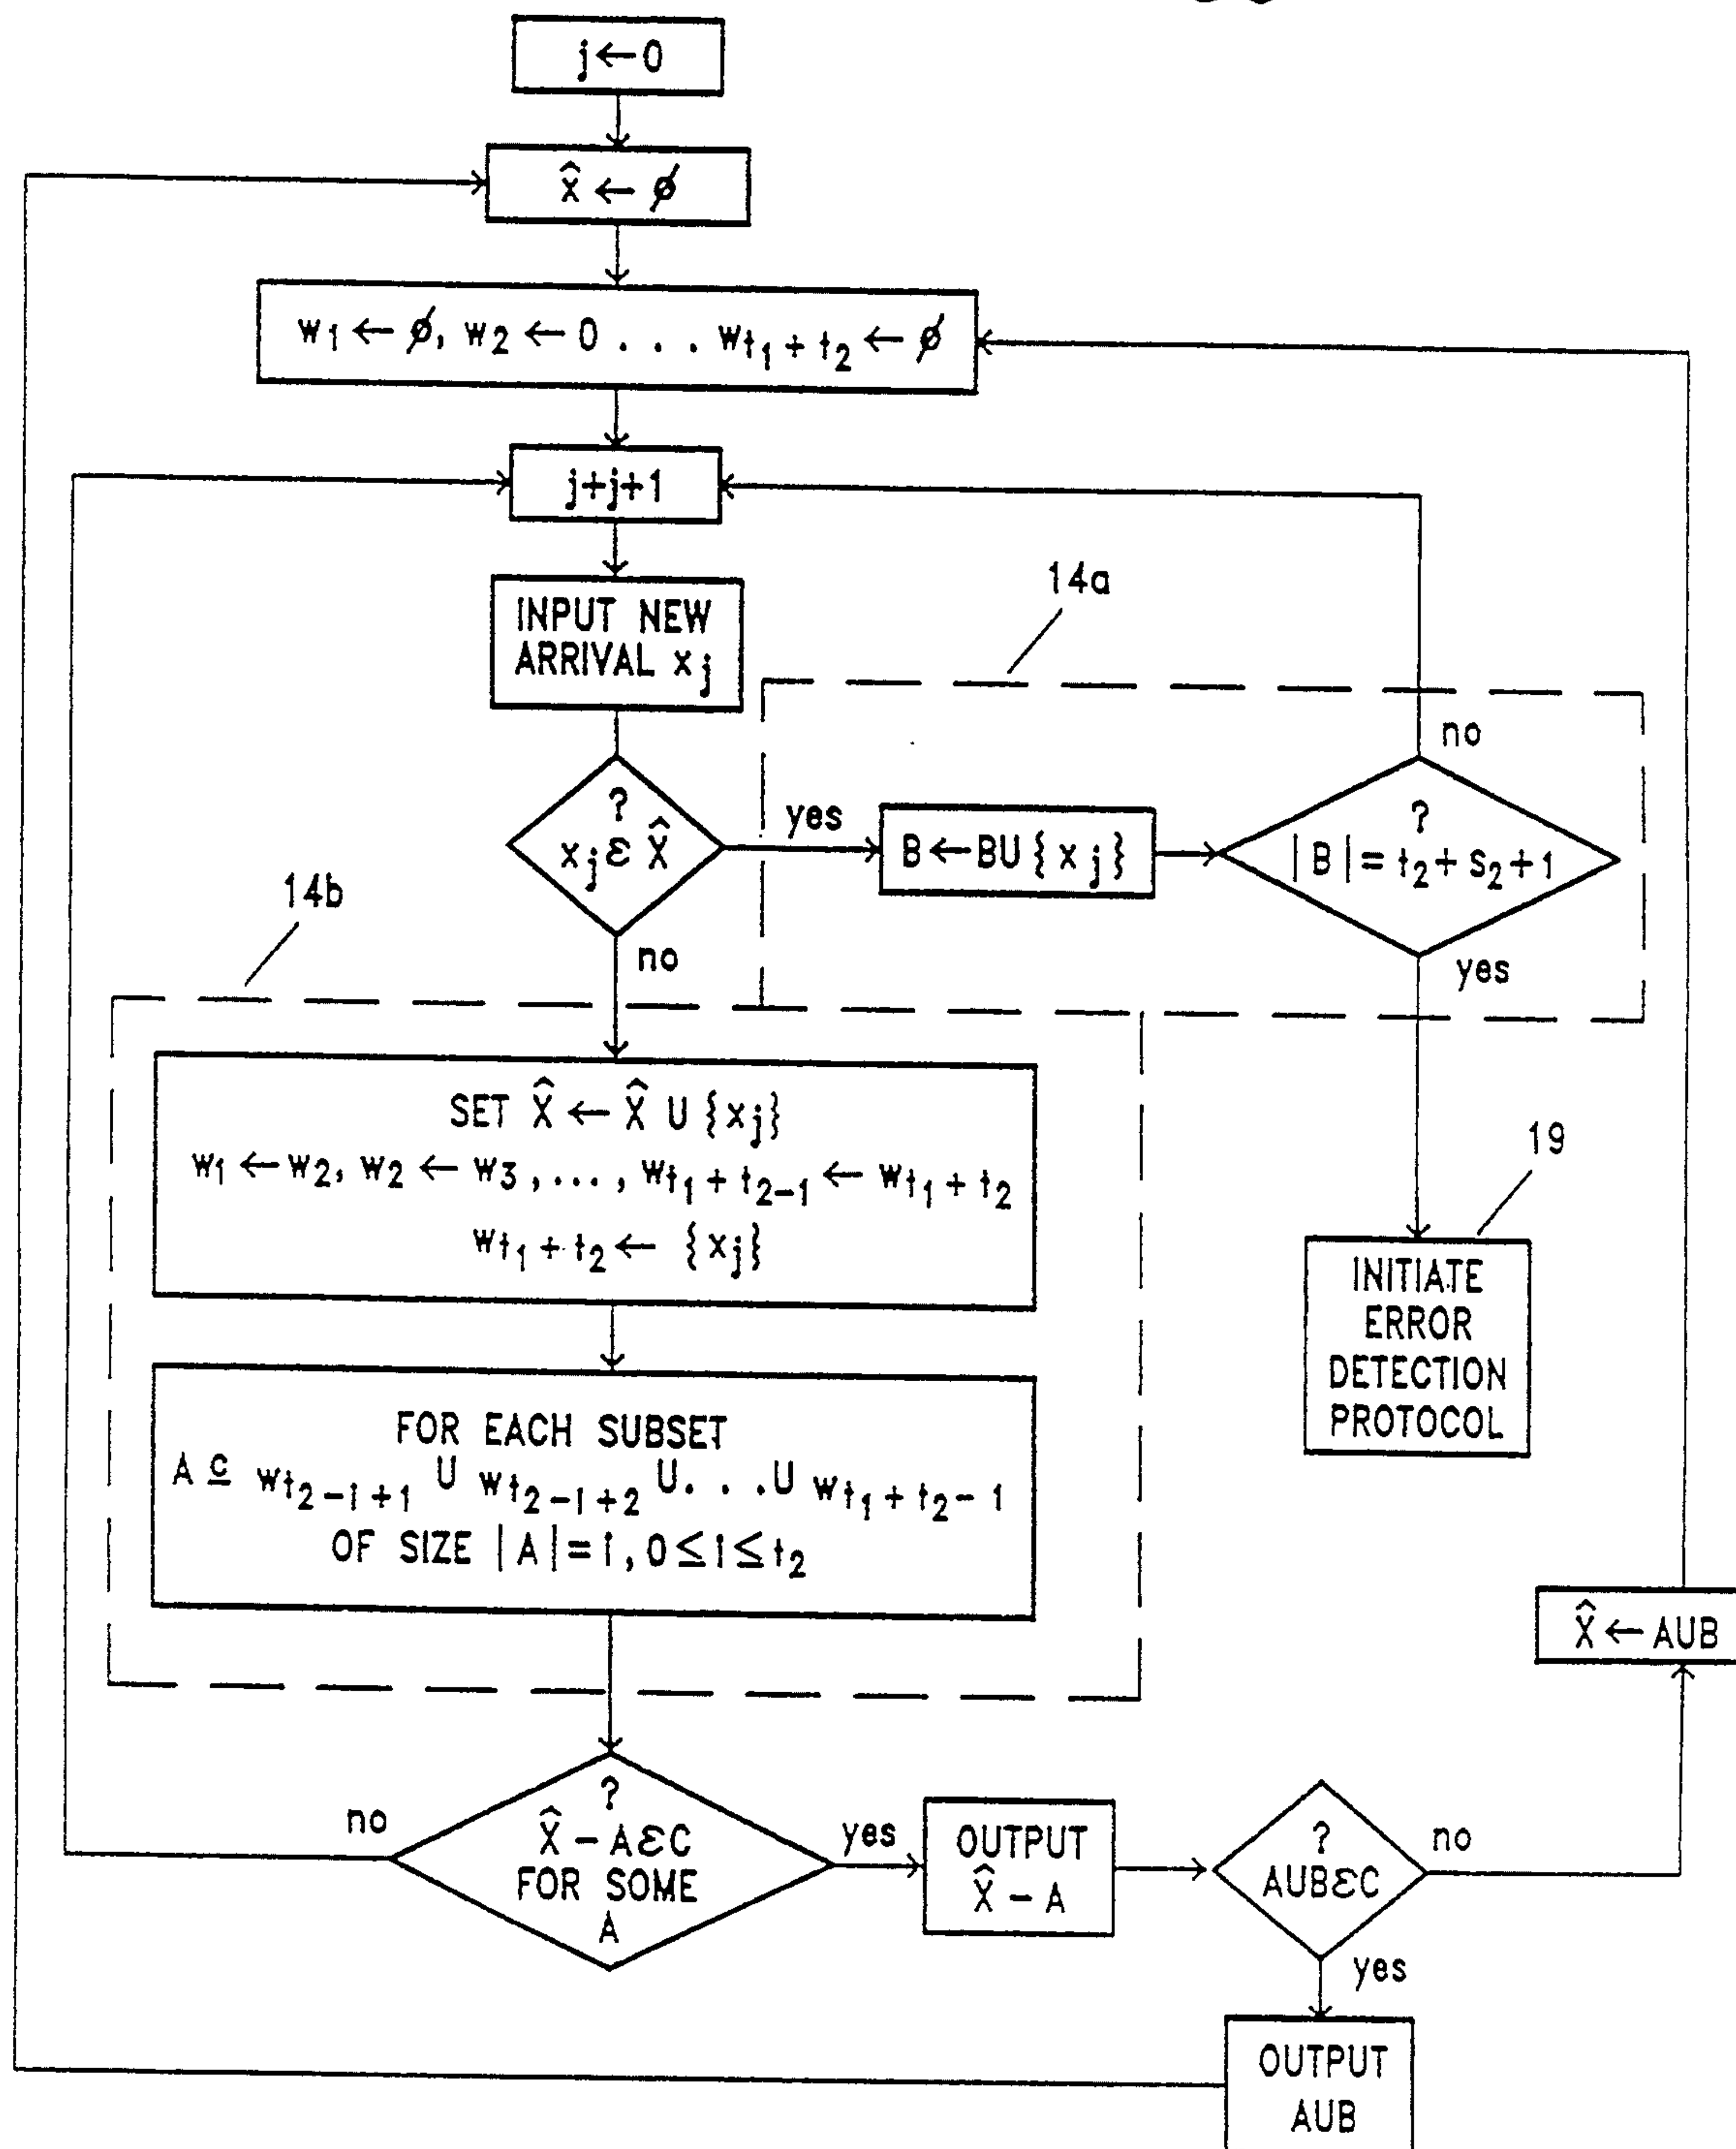 j←0
x̂ ← ∅
w₁ ← ∅, w₂ ← 0 . . . wₜ₁ + ₜ₂ ← ∅
j+j+1
INPUT NEW
ARRIVAL xⱼ
14a
?
xⱼ ε X̂
yes
B←BU{xⱼ}
?
|B|= t₂+s₂+1
no
yes
14b
no
SET X̂ ← X̂ U {xⱼ}
w₁ ← w₂, w₂ ← w₃ ,..., wₜ₁ + ₜ₂₋₁ ← wₜ₁ + ₜ₂
wₜ₁ + ₜ₂ ← {xⱼ}
19
INITIATE
ERROR
DETECTION
PROTOCOL
FOR EACH SUBSET
A ⊆ wₜ₂₋ᵢ₊₁ U wₜ₂₋ᵢ₊₂ U. . .U wₜ₁ + ₜ₂₋ ₁
OF SIZE |A|=i, 0≤i≤t₂
X̂ ← AUB
?
X̂ – AεC
FOR SOME
A
no
yes
OUTPUT
X̂ – A
?
AUBεC
no
yes
OUTPUT
AUB